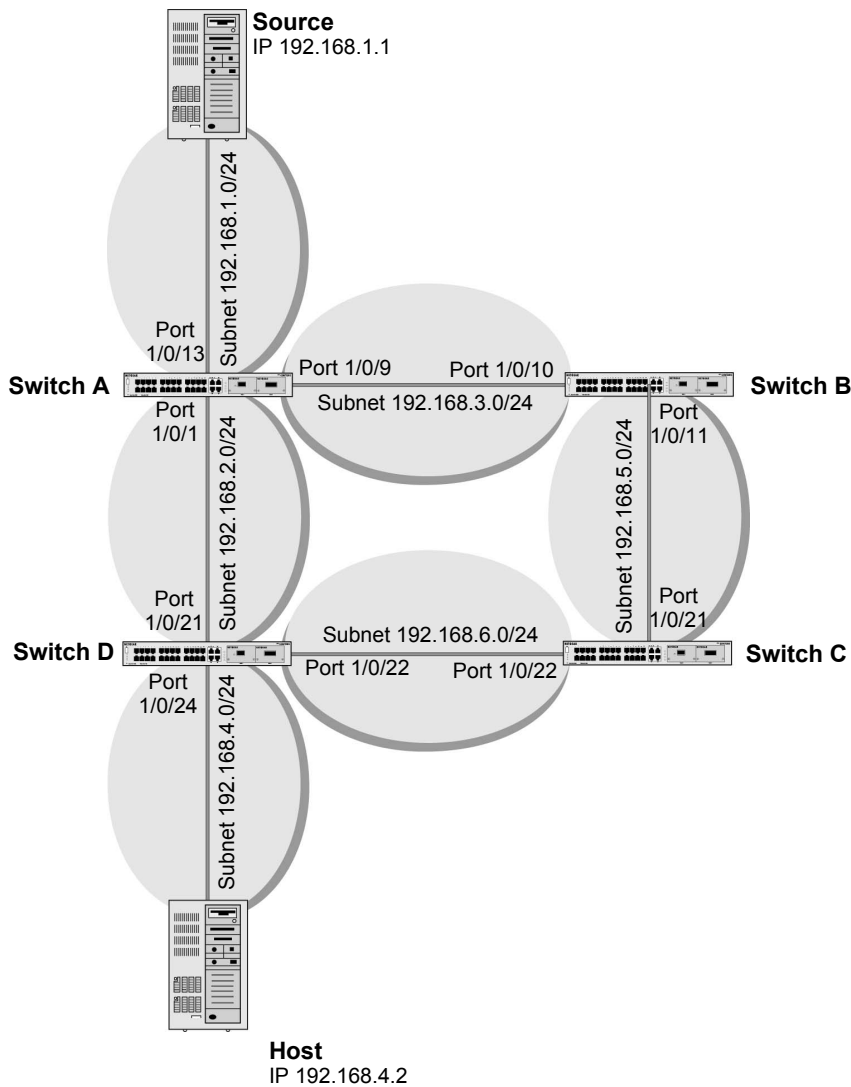 Source
IP 192.168.1.1
Subnet 192.168.1.0/24
Port
1/0/13
Port 1/0/9
Port 1/0/10
Switch A
Switch B
Subnet 192.168.3.0/24
Port
1/0/1
Port
1/0/11
Subnet 192.168.2.0/24
Subnet 192.168.5.0/24
Port
1/0/21
Port
1/0/21
Subnet 192.168.6.0/24
Switch D
Switch C
Port 1/0/22
Port 1/0/22
Port
1/0/24
Subnet 192.168.4.0/24
Host
IP 192.168.4.2